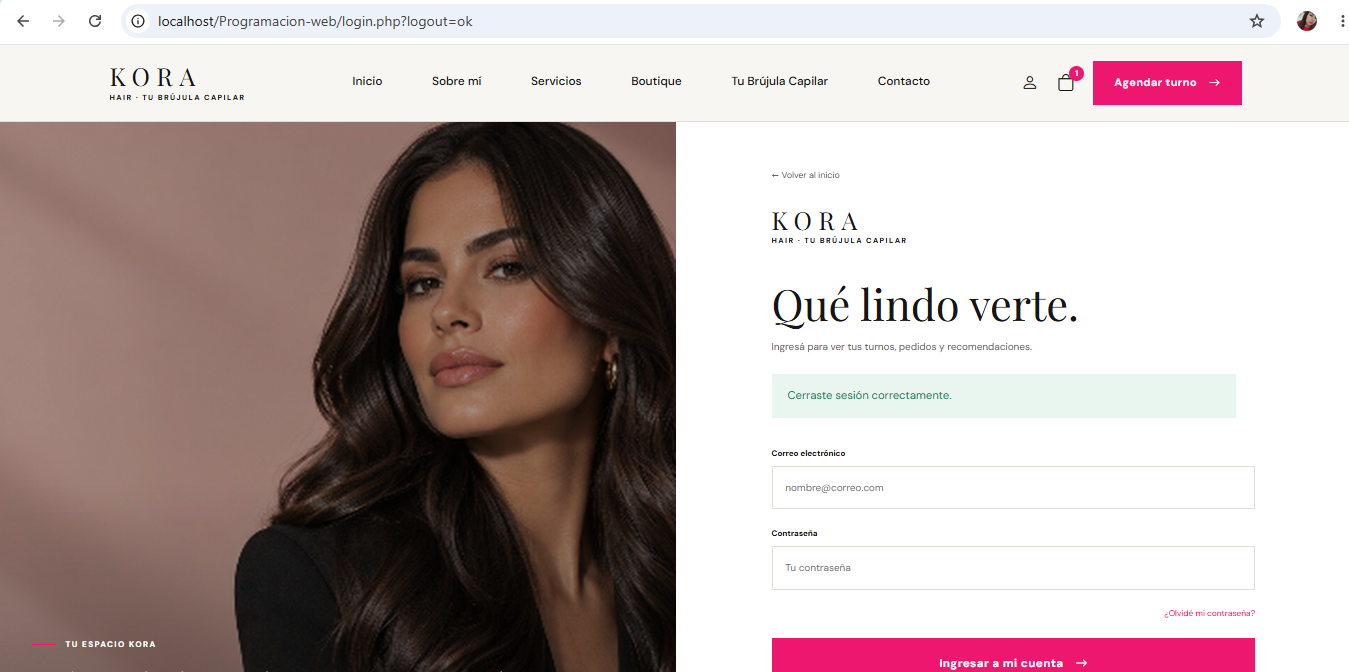 localhost/Programacion-web/login.php?logout=ok
KORA
HAIR · TU BRÚJULA CAPILAR
Inicio
Sobre mí
Servicios
Boutique
Tu Brújula Capilar
Contacto
1
Agendar turno →
TU ESPACIO KORA
← Volver al inicio
KORA
HAIR · TU BRÚJULA CAPILAR
Qué lindo verte.
Ingresá para ver tus turnos, pedidos y recomendaciones.
Cerraste sesión correctamente.
Correo electrónico
nombre@correo.com
Contraseña
Tu contraseña
¿Olvidé mi contraseña?
Ingresar a mi cuenta →